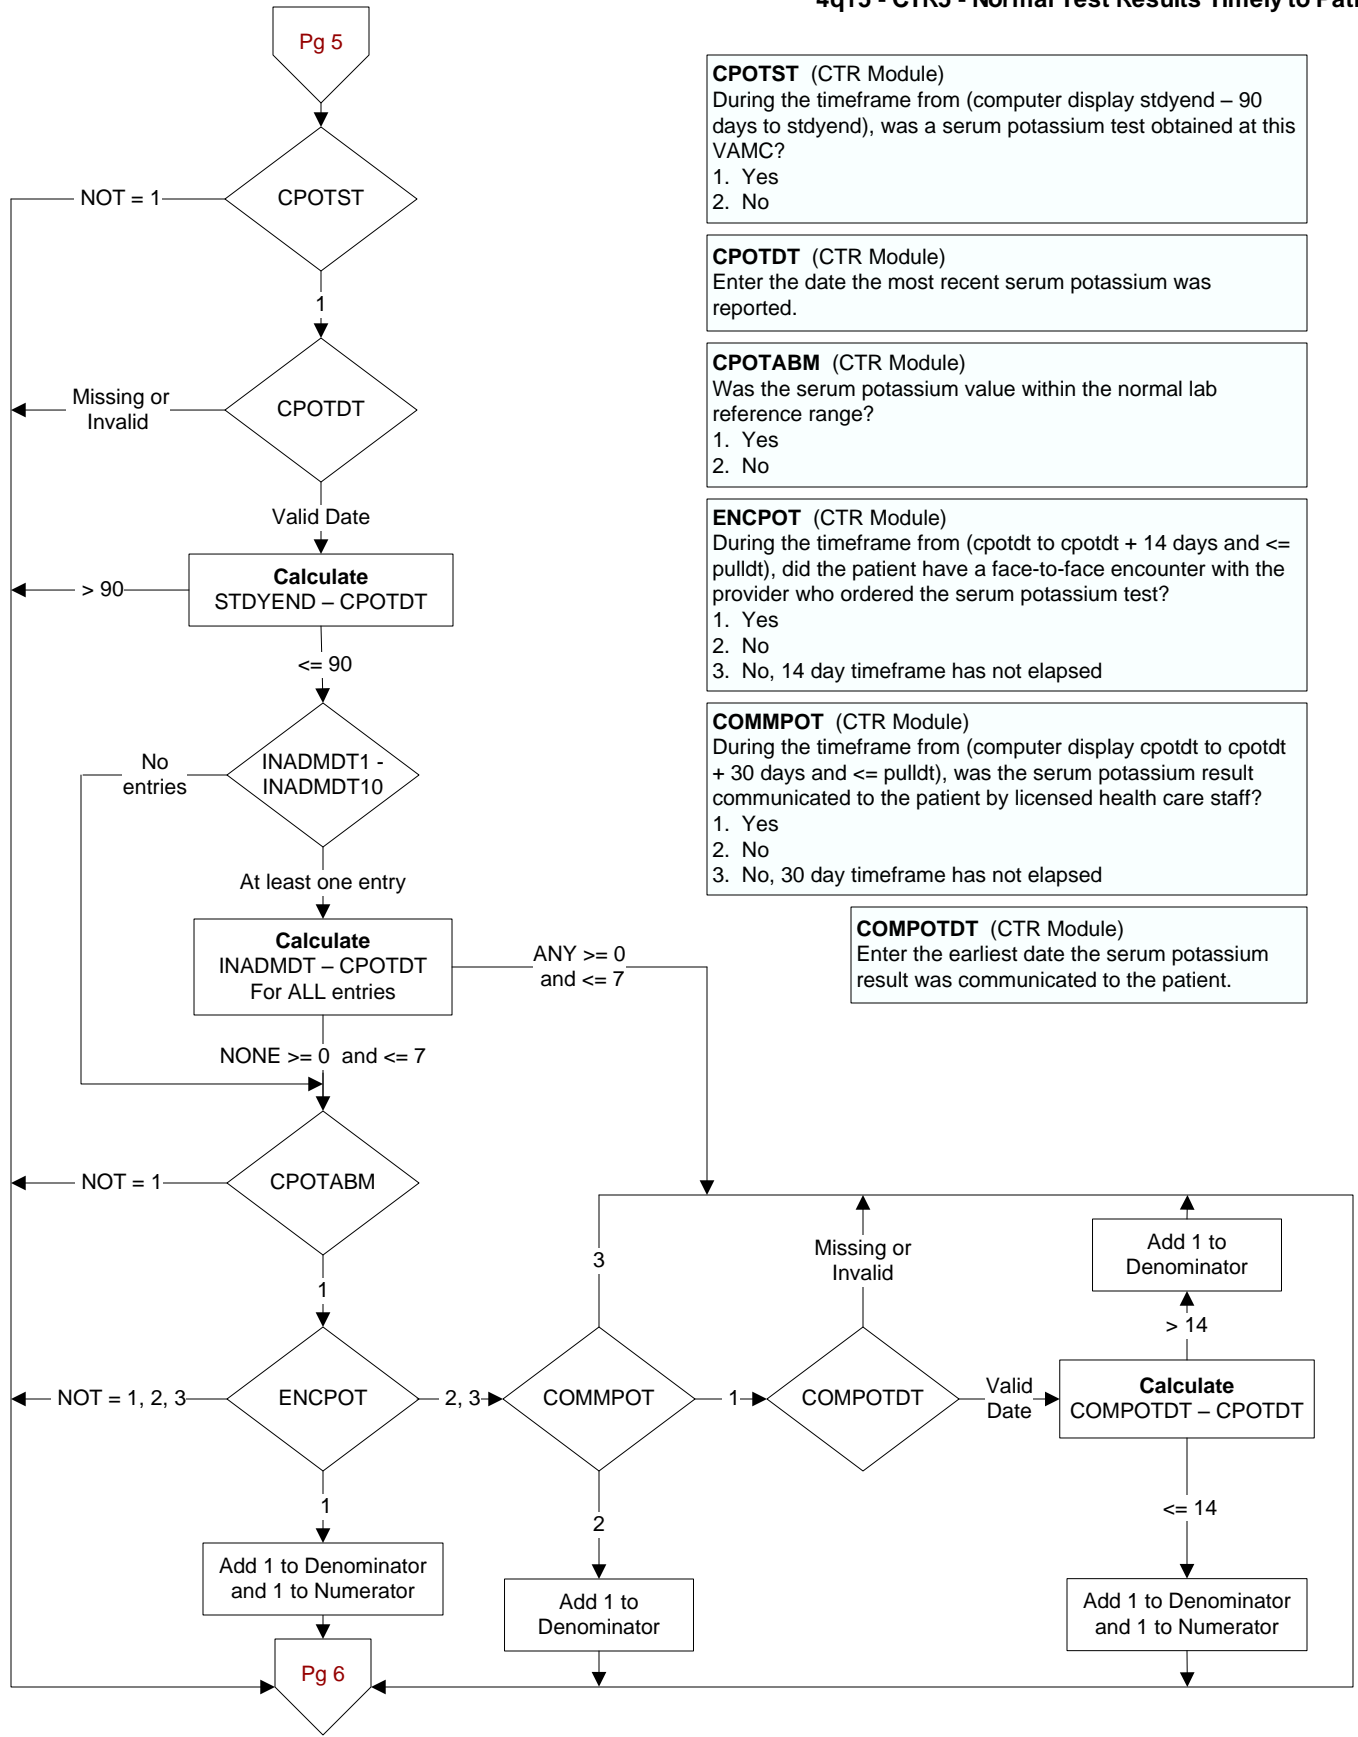 4q15 - CTR5 - Normal Test Results Timely to
Pg 5
CPOTST
NOT = 1
1
CPOTDT
Missing or
Invalid
Valid Date
Calculate
STDYEND – CPOTDT
> 90
<= 90
INADMDT1 -
INADMDT10
No
entries
At least one entry
Calculate
INADMDT – CPOTDT
For ALL entries
ANY >= 0
and <= 7
NONE >= 0 and <= 7
CPOTABM
NOT = 1
1
ENCPOT
NOT = 1, 2, 3
2, 3
1
Add 1 to Denominator
and 1 to Numerator
Pg 6
COMMPOT
3
1
2
Add 1 to
Denominator
COMPOTDT
Missing or
Invalid
Valid
Date
Calculate
COMPOTDT – CPOTDT
> 14
Add 1 to
Denominator
<= 14
Add 1 to Denominator
and 1 to Numerator
CPOTST (CTR Module)
During the timeframe from (computer display stdyend – 90
days to stdyend), was a serum potassium test obtained at this
VAMC?
1. Yes
2. No
CPOTDT (CTR Module)
Enter the date the most recent serum potassium was
reported.
CPOTABM (CTR Module)
Was the serum potassium value within the normal lab
reference range?
1. Yes
2. No
ENCPOT (CTR Module)
During the timeframe from (cpotdt to cpotdt + 14 days and <=
pulldt), did the patient have a face-to-face encounter with the
provider who ordered the serum potassium test?
1. Yes
2. No
3. No, 14 day timeframe has not elapsed
COMMPOT (CTR Module)
During the timeframe from (computer display cpotdt to cpotdt
+ 30 days and <= pulldt), was the serum potassium result
communicated to the patient by licensed health care staff?
1. Yes
2. No
3. No, 30 day timeframe has not elapsed
COMPOTDT (CTR Module)
Enter the earliest date the serum potassium
result was communicated to the patient.